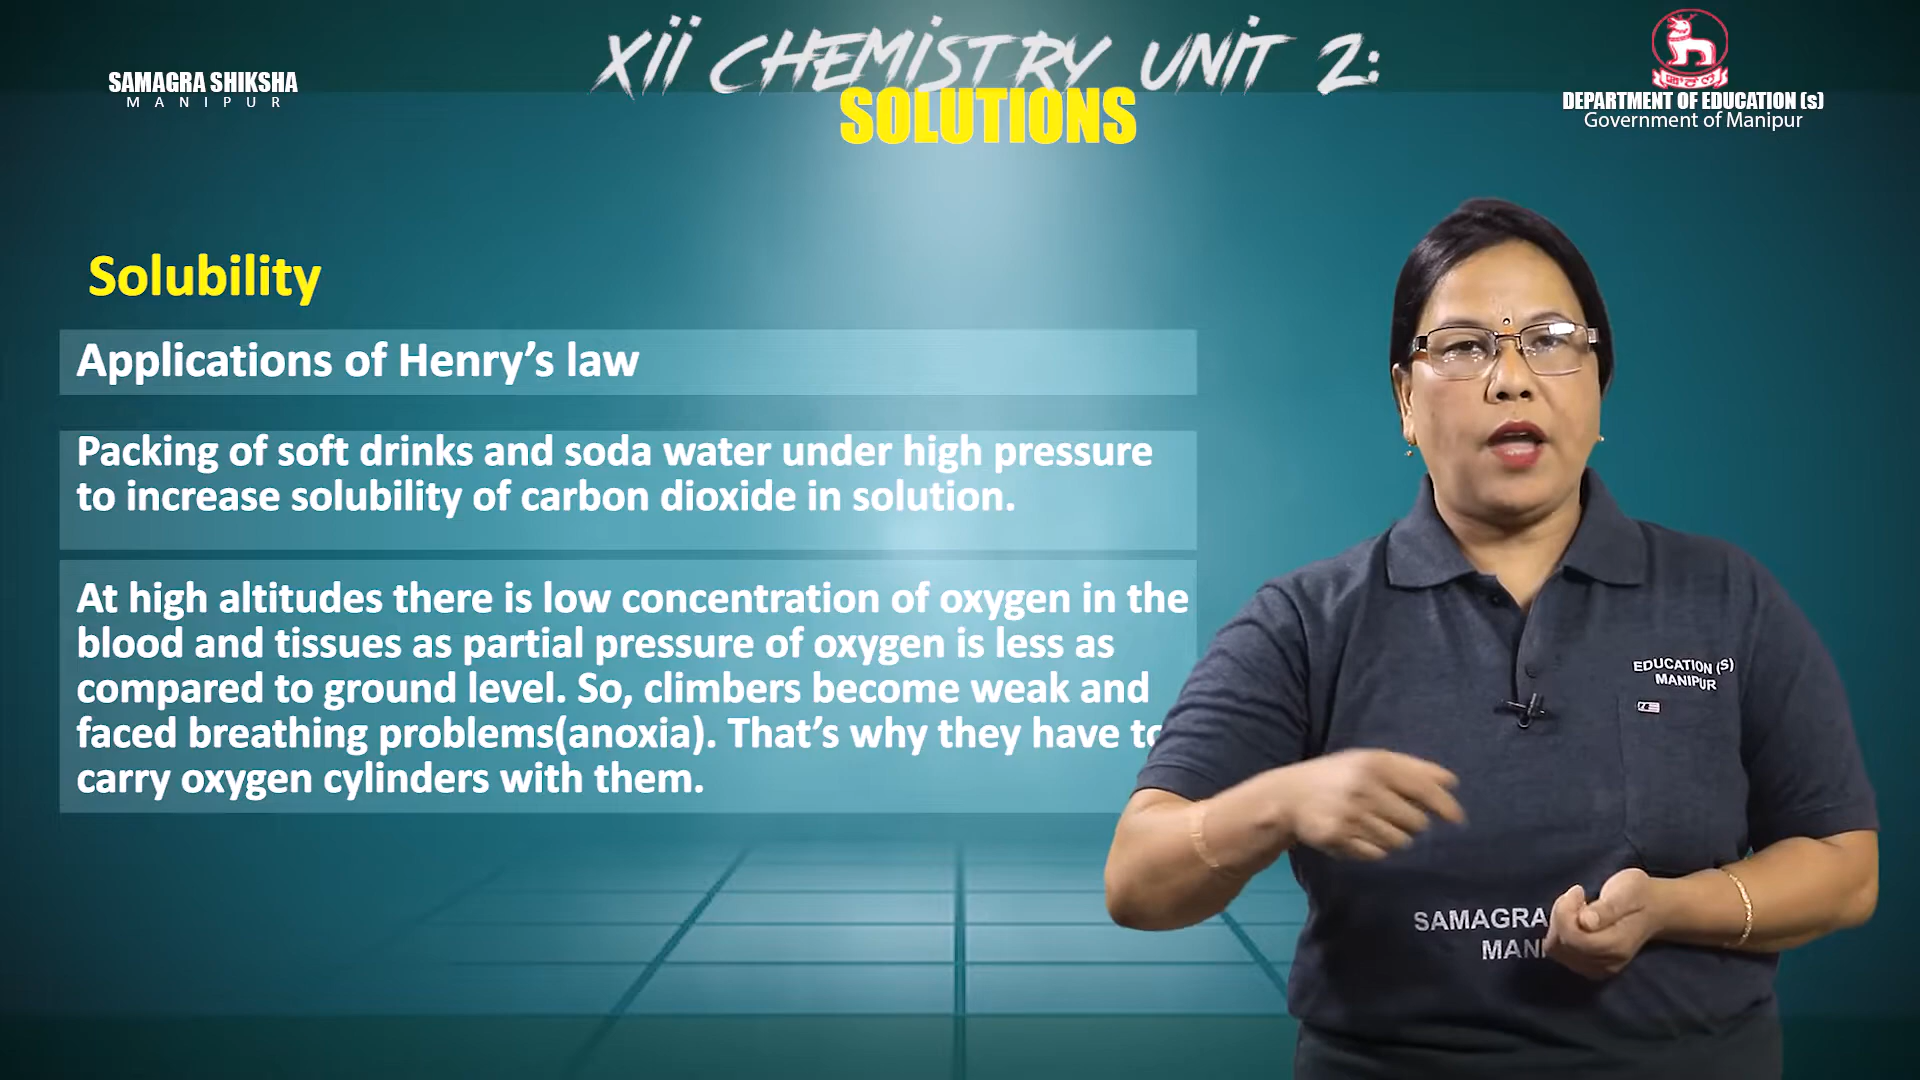 XII CHEMISTRY UNIT 2:
SOLUTIONS
SAMAGRA SHIKSHA
MANIPUR
DEPARTMENT OF EDUCATION (s)
Government of Manipur
Solubility
Applications of Henry’s law
Packing of soft drinks and soda water under high pressure
to increase solubility of carbon dioxide in solution.
At high altitudes there is low concentration of oxygen in the
blood and tissues as partial pressure of oxygen is less as
compared to ground level. So, climbers become weak and
faced breathing problems(anoxia). That’s why they have to
carry oxygen cylinders with them.
EDUCATION (S)
MANIPUR
SAMAGRA
MANI